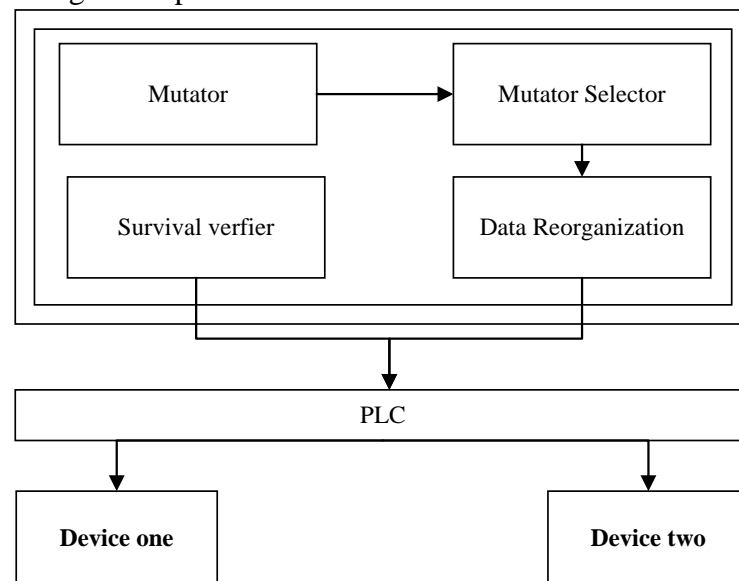 Mutator
Mutator Selector
Survival verfier
Data Reorganization
PLC
Device one
Device two